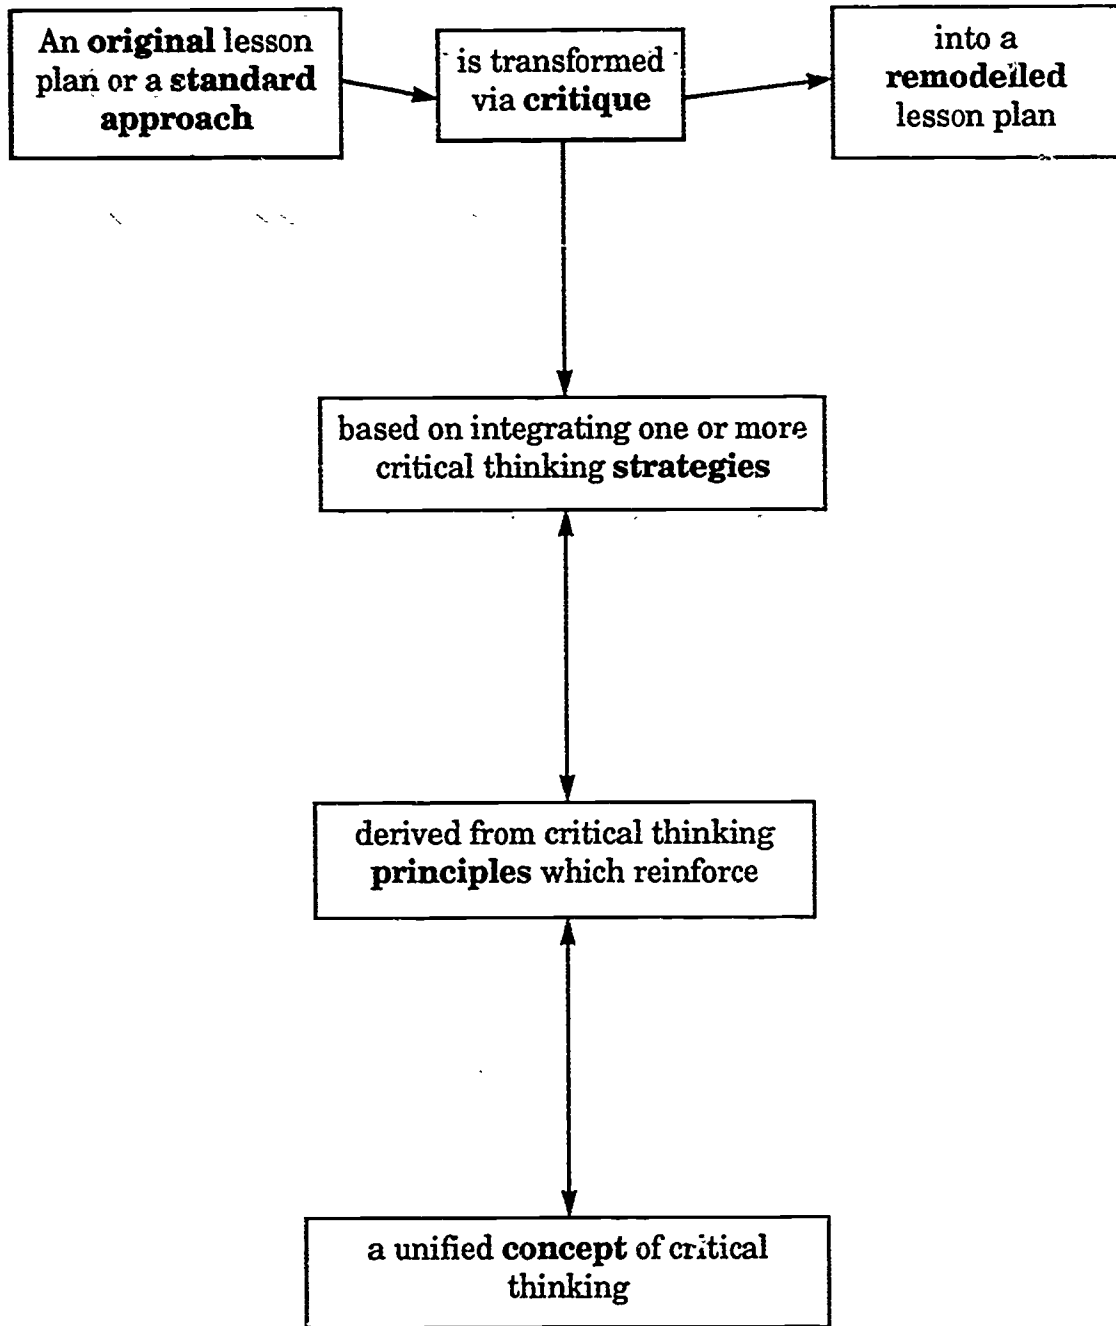 An original lesson
plan or a standard
approach
is transformed
via critique
into a
remodelled
lesson plan
based on integrating one or more
critical thinking strategies
derived from critical thinking
principles which reinforce
a unified concept of critical
thinking